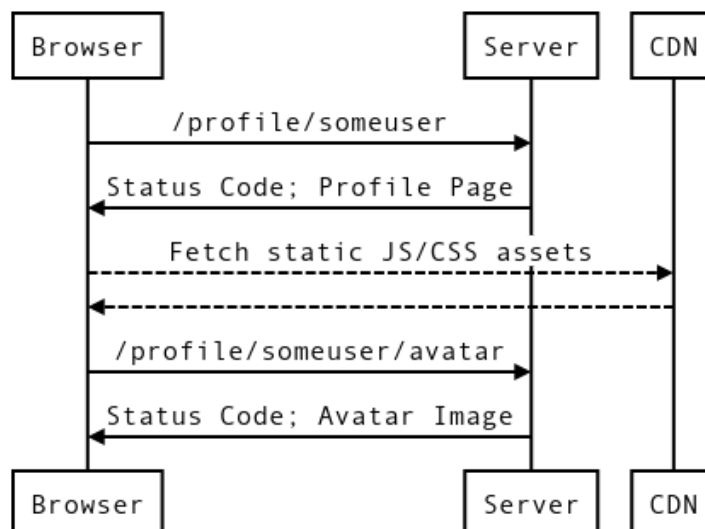 Browser Server CDN
/profile/someuser
Status Code; Profile Page
Fetch static JS/CSS assets
/profile/someuser/avatar
Status Code; Avatar Image
Browser Server CDN